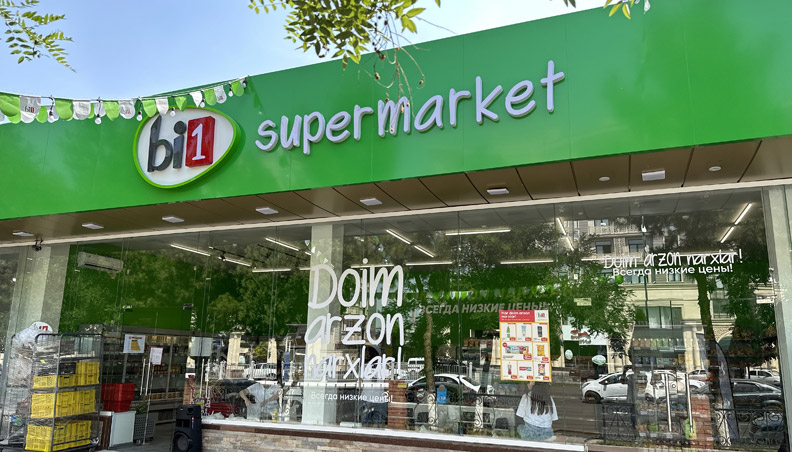 bi1 supermarket
Doim
arzon
narxlar!
Всегда низкие цены!
ВСЕГДА НИЗКИЕ ЦЕНЫ!
Doim arzon narxlar!
Всегда низкие цены!